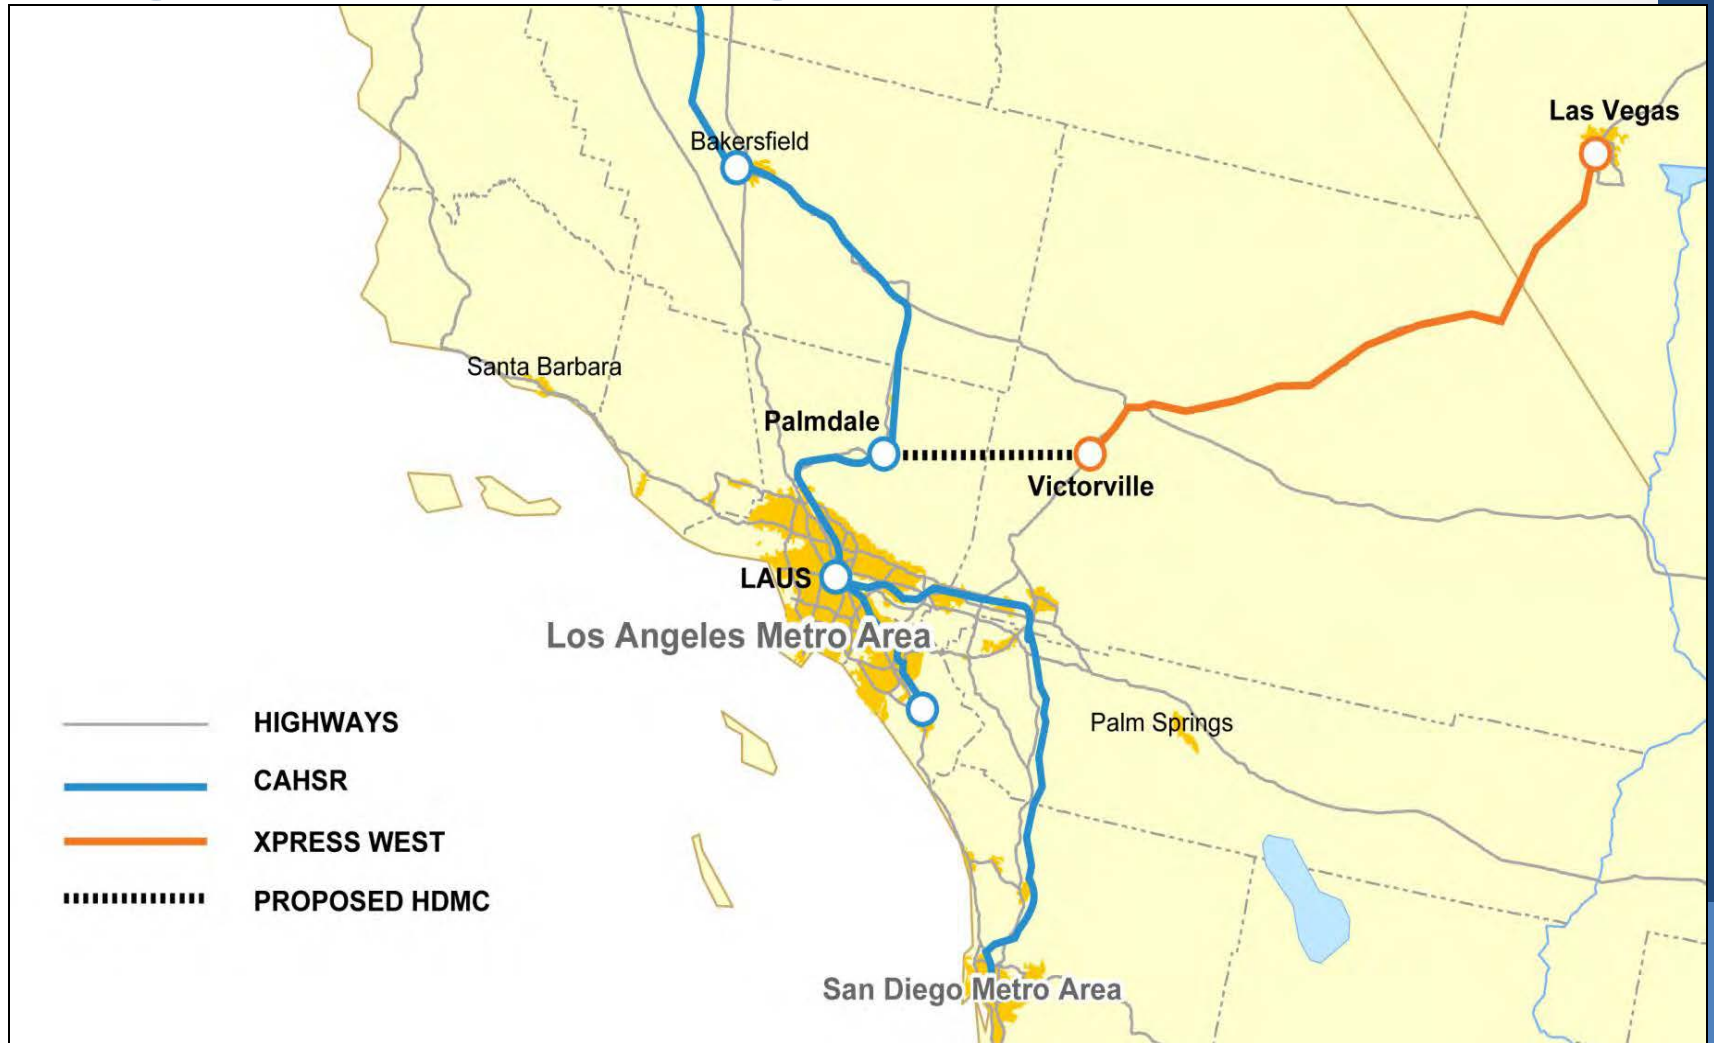 Las Vegas
Bakersfield
Santa Barbara
Palmdale
Victorville
LAUS
Los Angeles Metro Area
Palm Springs
HIGHWAYS
CAHSR
XPRESS WEST
PROPOSED HDMC
San Diego Metro Area